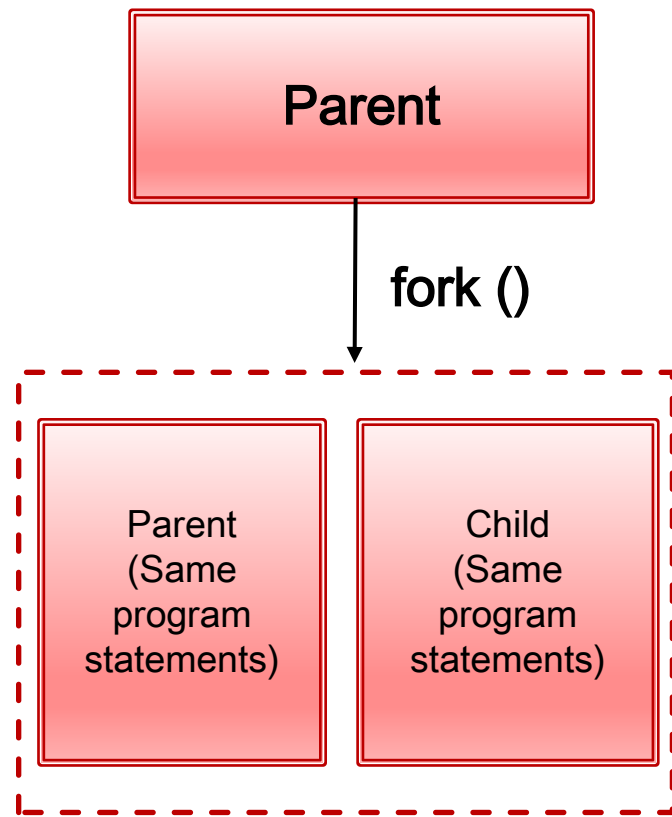 Parent
fork ()
Parent
(Same
program
statements)
Child
(Same
program
statements)